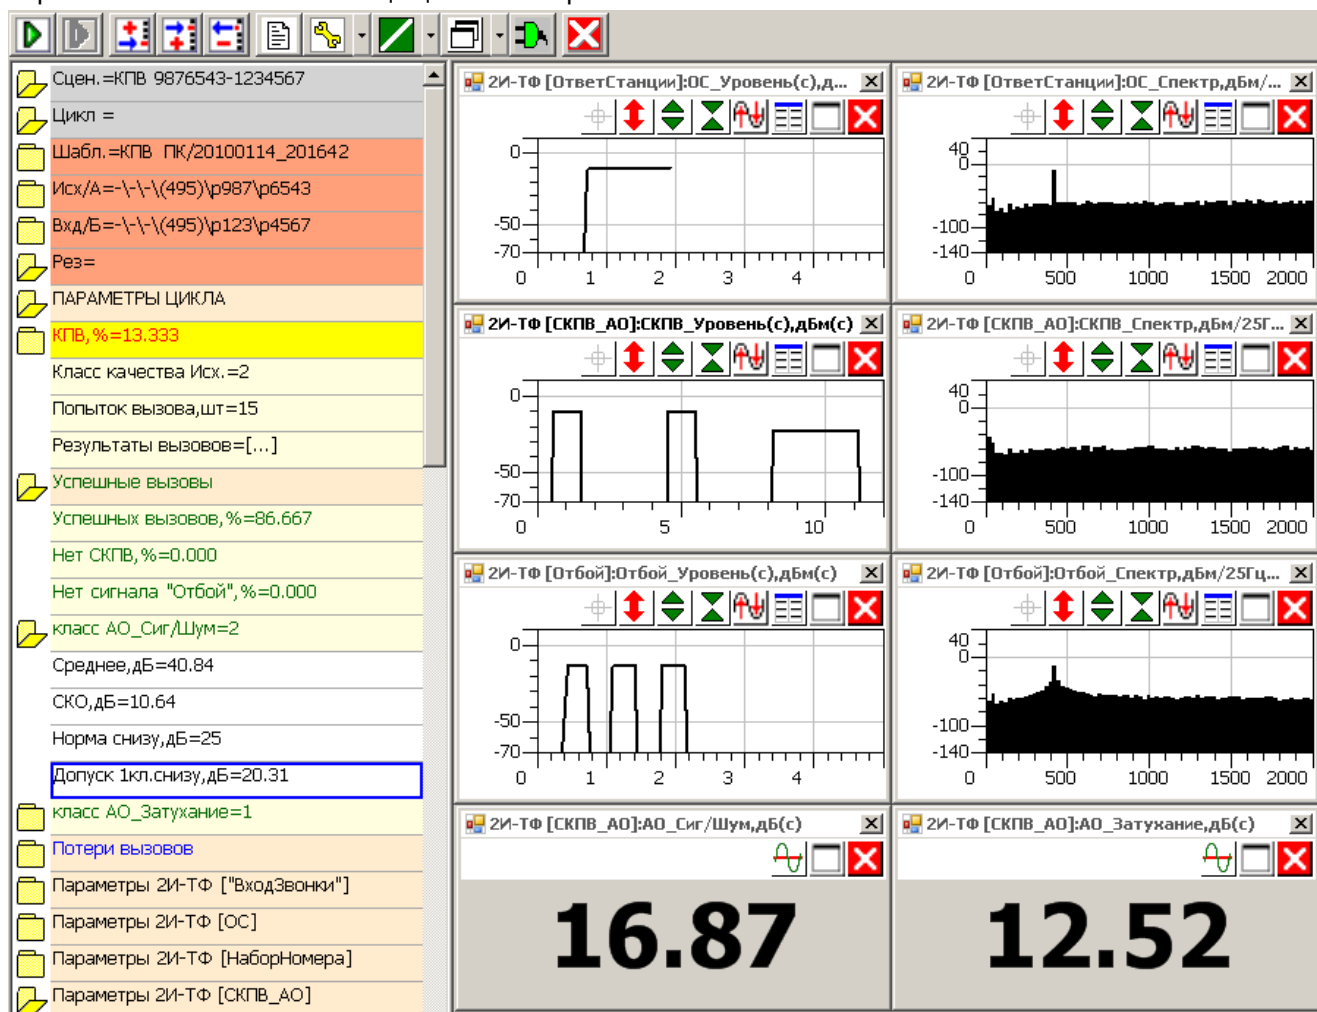 Сцен.=КПВ 9876543-1234567
Цикл =
Шабл.=КПВ ПК/20100114_201642
Исх/А=-\-\-\(495)\p987\p6543
Вхд/Б=-\-\-\(495)\p123\p4567
Рез=
ПАРАМЕТРЫ ЦИКЛА
КПВ,%=13.333
Класс качества Исх.=2
Попыток вызова,шт=15
Результаты вызовов=[...]
Успешные вызовы
Успешных вызовов,%=86.667
Нет СКПВ,%=0.000
Нет сигнала "Отбой",%=0.000
класс АО_Сиг/Шум=2
Среднее,дБ=40.84
СКО,дБ=10.64
Норма снизу,дБ=25
Допуск 1кл.снизу,дБ=20.31
класс АО_Затухание=1
Потери вызовов
Параметры 2И-ТФ ["ВходЗвонки"]
Параметры 2И-ТФ [ОС]
Параметры 2И-ТФ [НаборНомера]
Параметры 2И-ТФ [СКПВ_АО]
2И-ТФ [ОтветСтанции]:ОС_Уровень(с),д...
0
-50
-70
0 1 2 3 4
2И-ТФ [ОтветСтанции]:ОС_Спектр,дБм/...
40
0
-100
-140
0 500 1000 1500 2000
2И-ТФ [СКПВ_АО]:СКПВ_Уровень(с),дБм(с)
0
-50
-70
0 5 10
2И-ТФ [СКПВ_АО]:СКПВ_Спектр,дБм/25Г...
40
0
-100
-140
0 500 1000 1500 2000
2И-ТФ [Отбой]:Отбой_Уровень(с),дБм(с)
0
-50
-70
0 1 2 3 4
2И-ТФ [Отбой]:Отбой_Спектр,дБм/25Гц...
40
0
-100
-140
0 500 1000 1500 2000
2И-ТФ [СКПВ_АО]:АО_Сиг/Шум,дБ(с)
16.87
2И-ТФ [СКПВ_АО]:АО_Затухание,дБ(с)
12.52